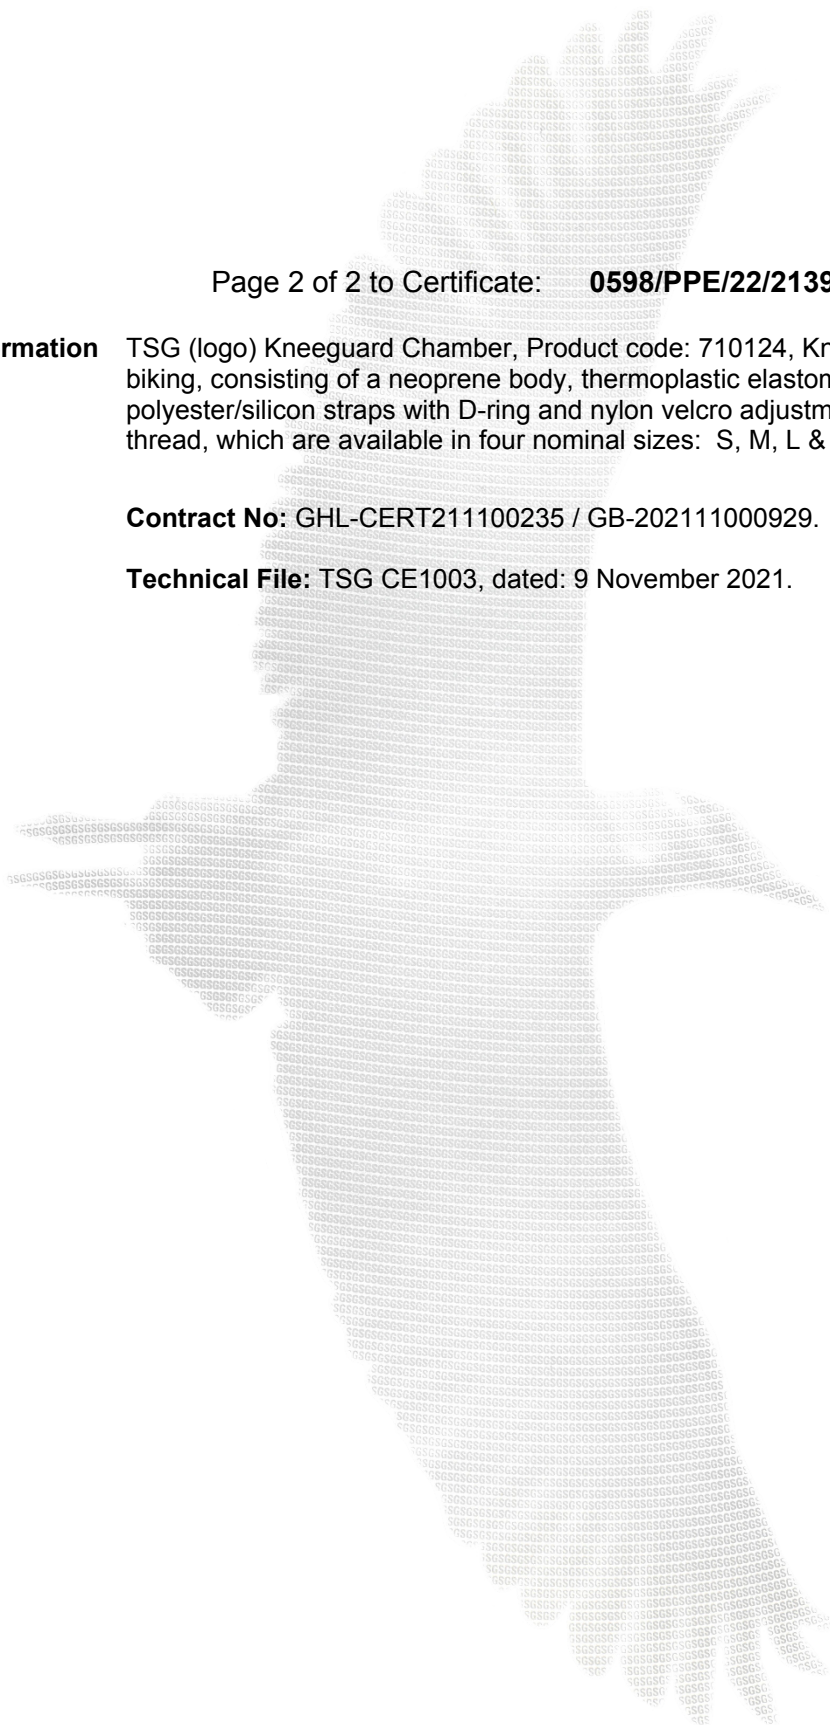 Page 2 of 2 to Certificate: 0598/PPE/22/2139
rmation TSG (logo) Kneeguard Chamber, Product code: 710124, Kn
biking, consisting of a neoprene body, thermoplastic elastom
polyester/silicon straps with D-ring and nylon velcro adjustm
thread, which are available in four nominal sizes: S, M, L &
Contract No: GHL-CERT211100235 / GB-202111000929.
Technical File: TSG CE1003, dated: 9 November 2021.